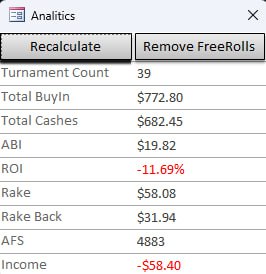 Analitics
Recalculate Remove FreeRolls
Turnament Count 39
Total BuyIn $772.80
Total Cashes $682.45
ABI $19.82
ROI -11.69%
Rake $58.08
Rake Back $31.94
AFS 4883
Income -$58.40